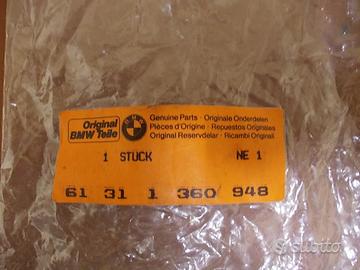 Original
BMW Teile
BMW
Genuine Parts · Originale Onderdelen
Pièces d'Origine · Repuestos Originales
Original Reservdelar · Ricambi Originali
1 STÜCK NE 1
61 31 1 360 948
subito